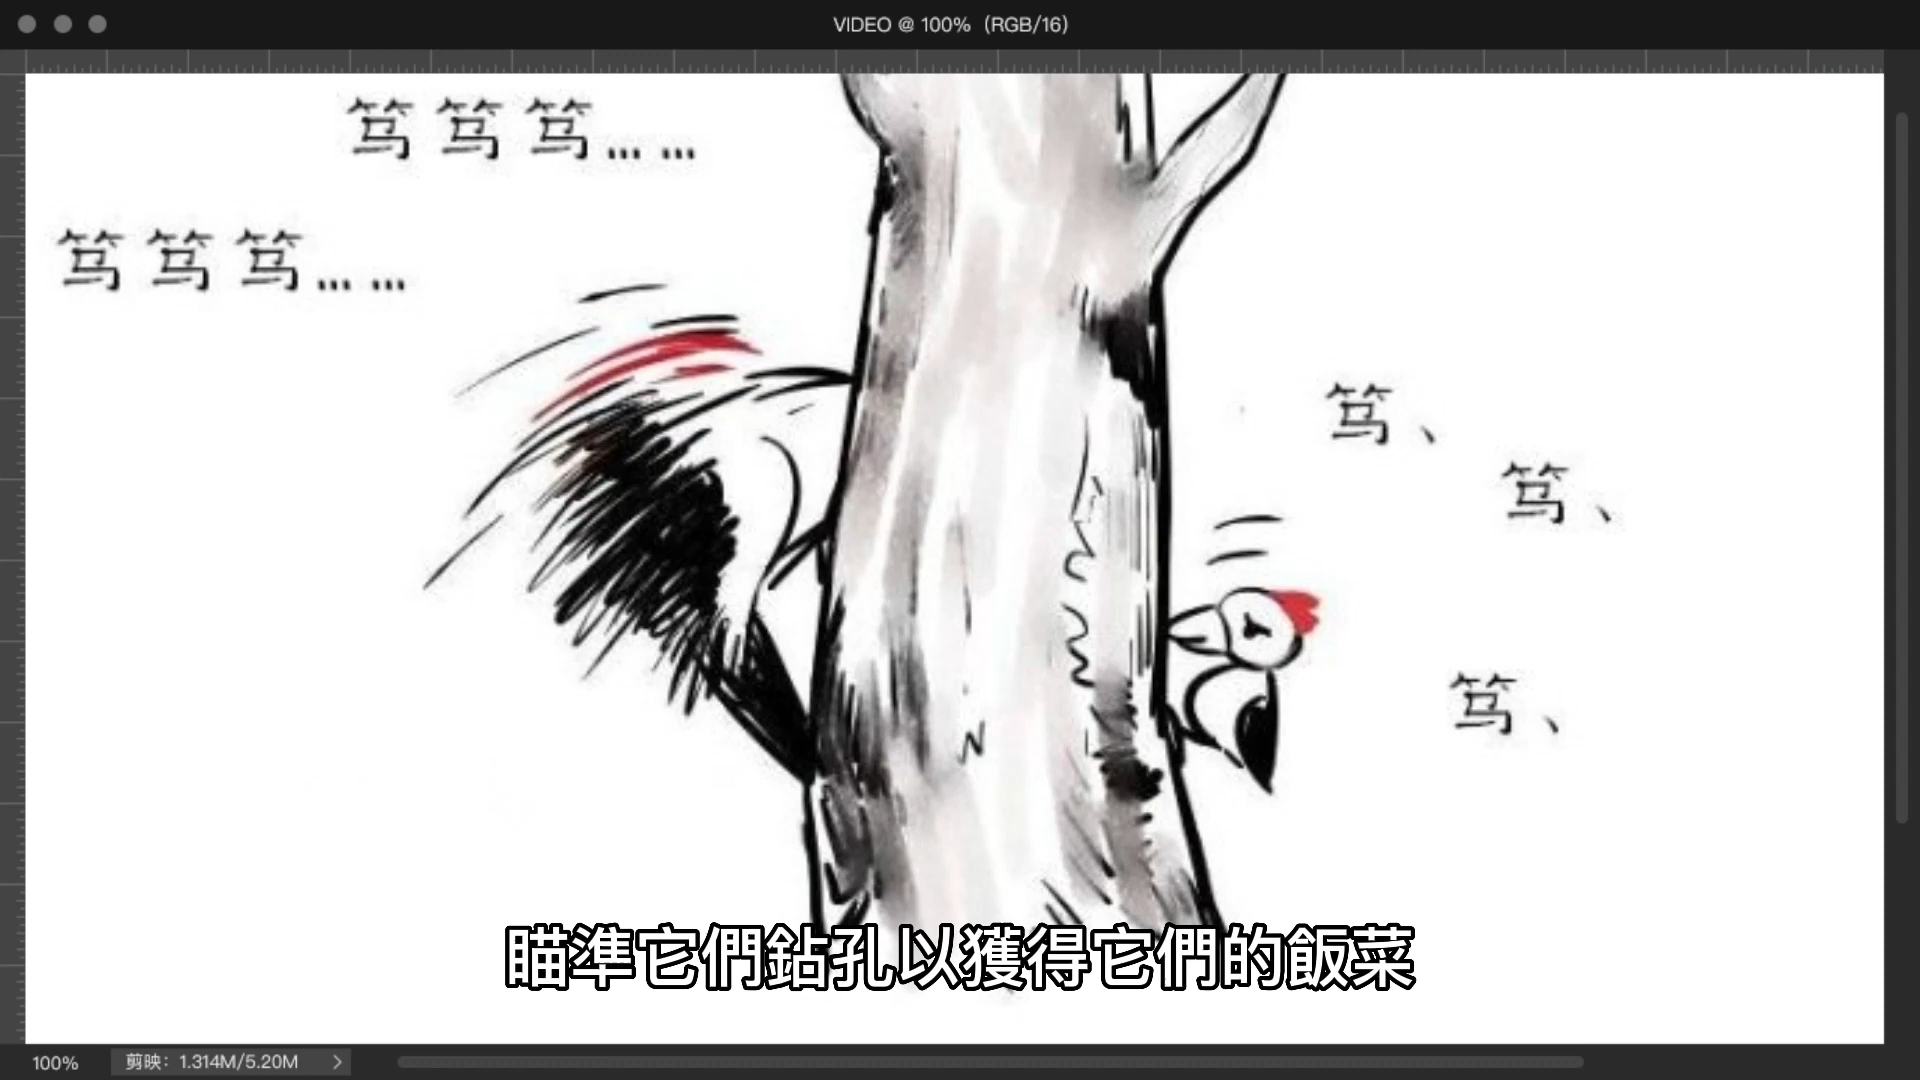 VIDEO @ 100%（RGB/16）
笃笃笃……
笃笃笃……
笃、
笃、
笃、
瞄準它們鉆孔以獲得它們的飯菜
100%
剪映：1.314M/5.20M